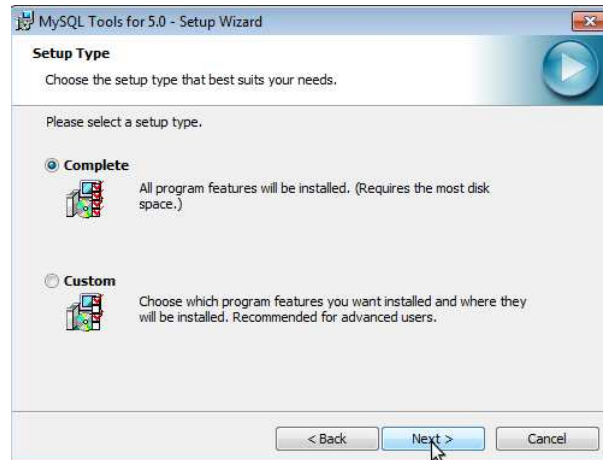 MySQL Tools for 5.0 - Setup Wizard
Setup Type
Choose the setup type that best suits your needs.
Please select a setup type.
Complete
All program features will be installed. (Requires the most disk
space.)
Custom
Choose which program features you want installed and where they
will be installed. Recommended for advanced users.
< Back
Next >
Cancel